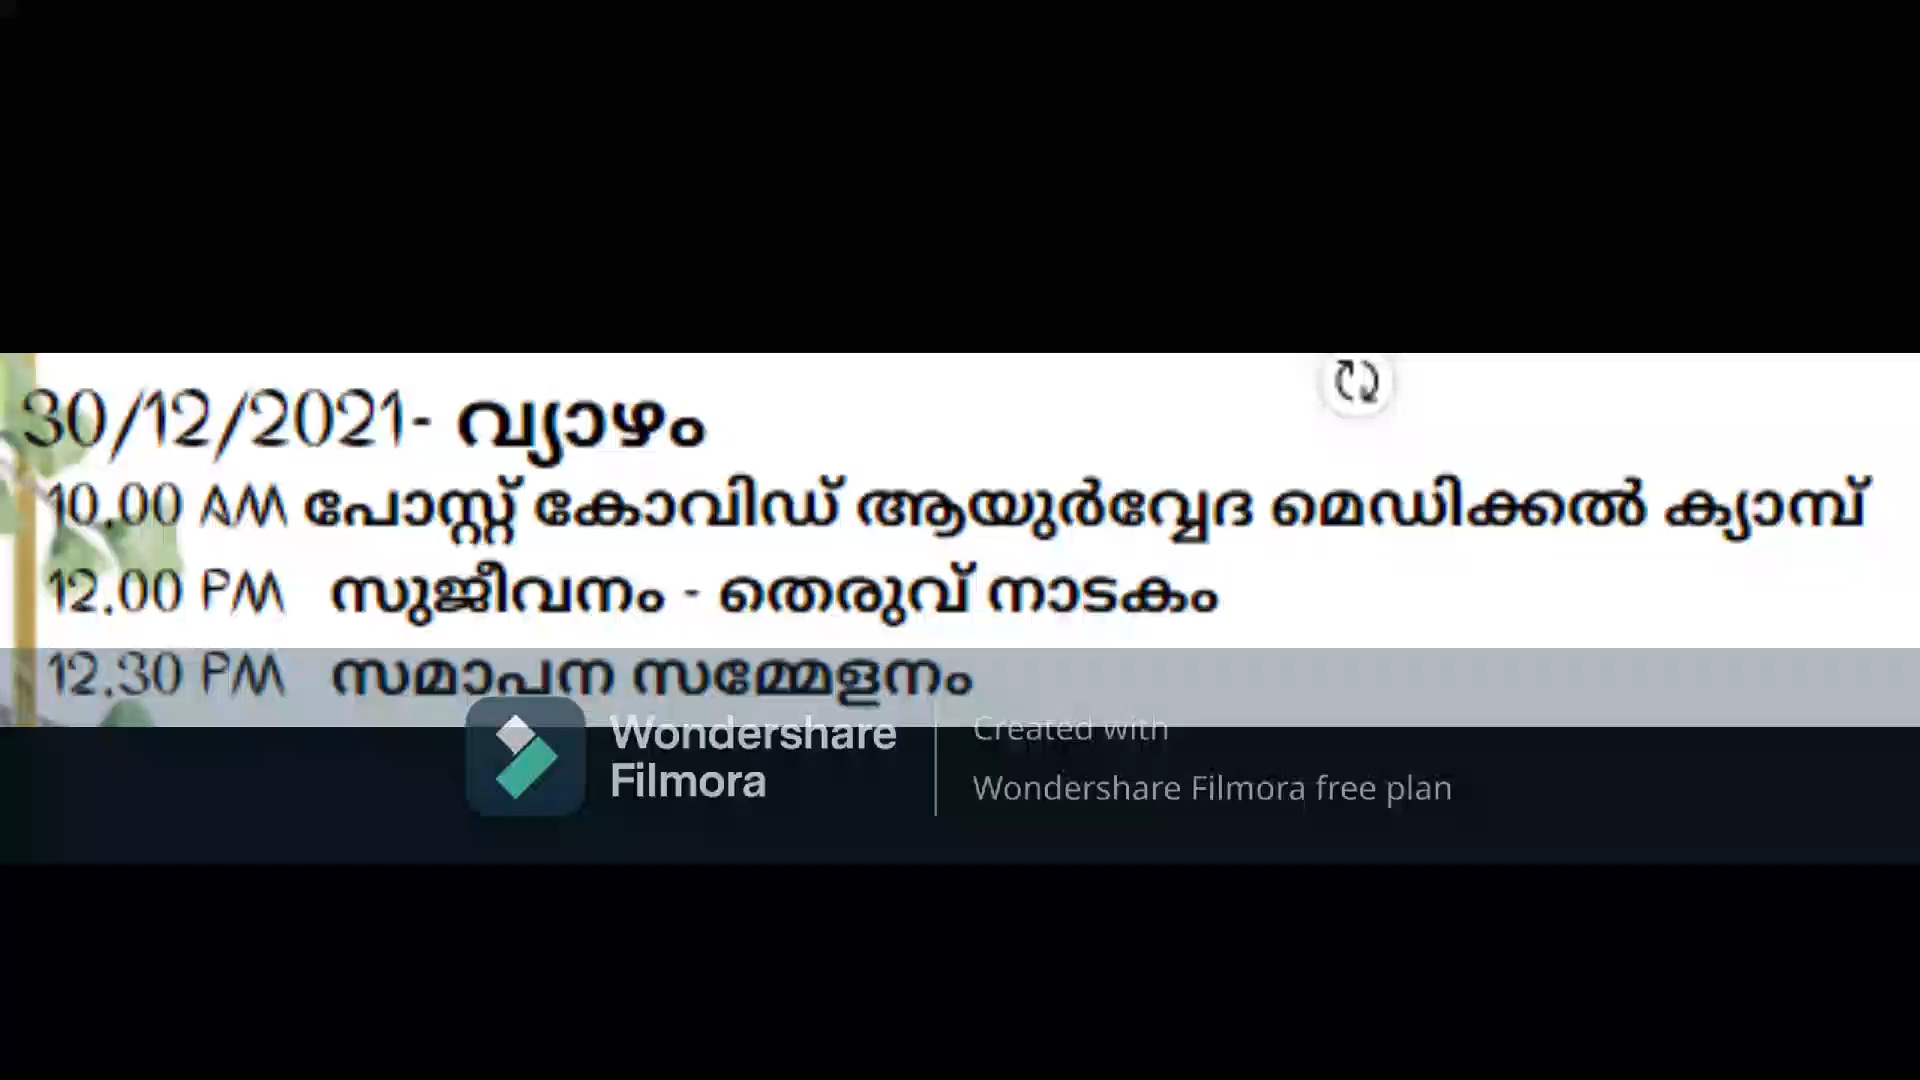 30/12/2021- വ്യാഴം
10.00 AM പോസ്റ്റ് കോവിഡ് ആയുർവ്വേദ മെഡിക്കൽ ക്യാമ്പ്
12.00 PM സുജീവനം - തെരുവ് നാടകം
12.30 PM സമാപന സമ്മേളനം
Wondershare
Filmora
Created with
Wondershare Filmora free plan